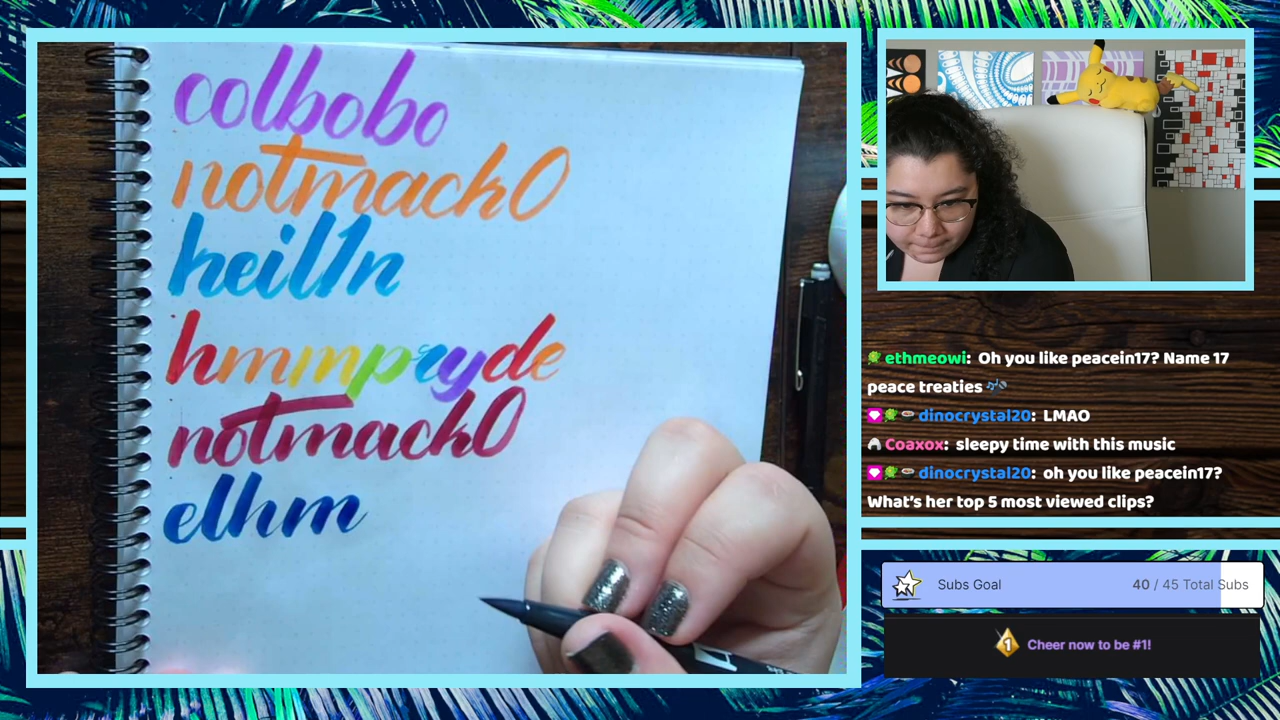 colbobo
notmack0
heil1n
hmmpryde
notmack0
elhm
ethmeowi: Oh you like peacein17? Name 17
peace treaties
dinocrystal20: LMAO
Coaxox: sleepy time with this music
dinocrystal20: oh you like peacein17?
What's her top 5 most viewed clips?
7
Subs Goal
40 / 45 Total Subs
1
Cheer now to be #1!